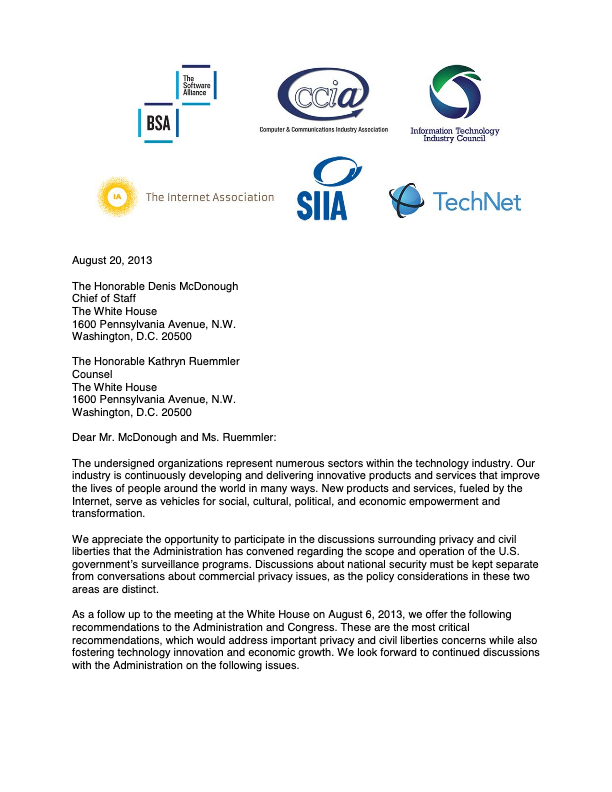 The
Software
Alliance
BSA
ccia
Computer & Communications Industry Association
Information Technology
Industry Council
IA
The Internet Association
SIIA
TechNet
August 20, 2013
The Honorable Denis McDonough
Chief of Staff
The White House
1600 Pennsylvania Avenue, N.W.
Washington, D.C. 20500
The Honorable Kathryn Ruemmler
Counsel
The White House
1600 Pennsylvania Avenue, N.W.
Washington, D.C. 20500
Dear Mr. McDonough and Ms. Ruemmler:
The undersigned organizations represent numerous sectors within the technology industry. Our
industry is continuously developing and delivering innovative products and services that improve
the lives of people around the world in many ways. New products and services, fueled by the
Internet, serve as vehicles for social, cultural, political, and economic empowerment and
transformation.
We appreciate the opportunity to participate in the discussions surrounding privacy and civil
liberties that the Administration has convened regarding the scope and operation of the U.S.
government's surveillance programs. Discussions about national security must be kept separate
from conversations about commercial privacy issues, as the policy considerations in these two
areas are distinct.
As a follow up to the meeting at the White House on August 6, 2013, we offer the following
recommendations to the Administration and Congress. These are the most critical
recommendations, which would address important privacy and civil liberties concerns while also
fostering technology innovation and economic growth. We look forward to continued discussions
with the Administration on the following issues.